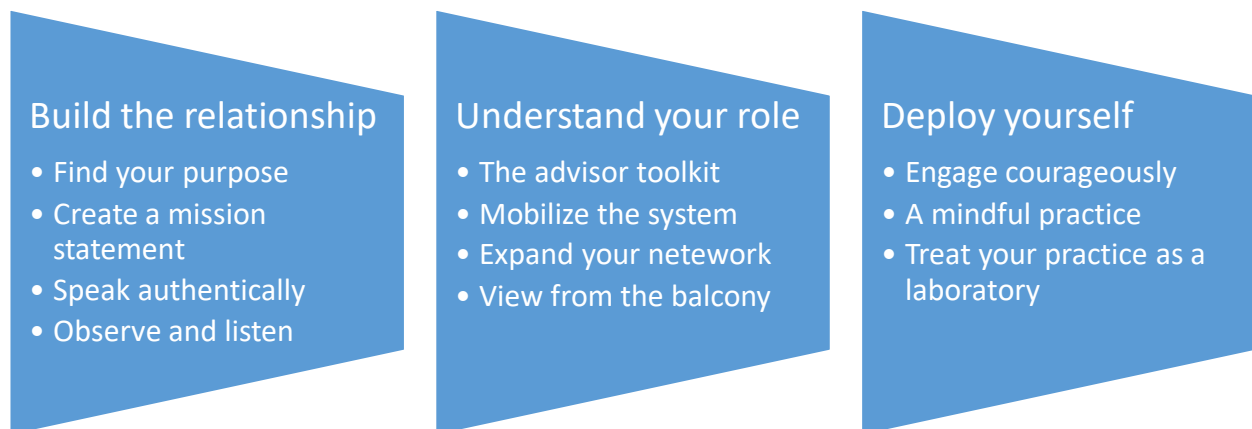 Build the relationship
• Find your purpose
• Create a mission
statement
• Speak authentically
• Observe and listen
Understand your role
• The advisor toolkit
• Mobilize the system
• Expand your netework
• View from the balcony
Deploy yourself
• Engage courageously
• A mindful practice
• Treat your practice as a
laboratory